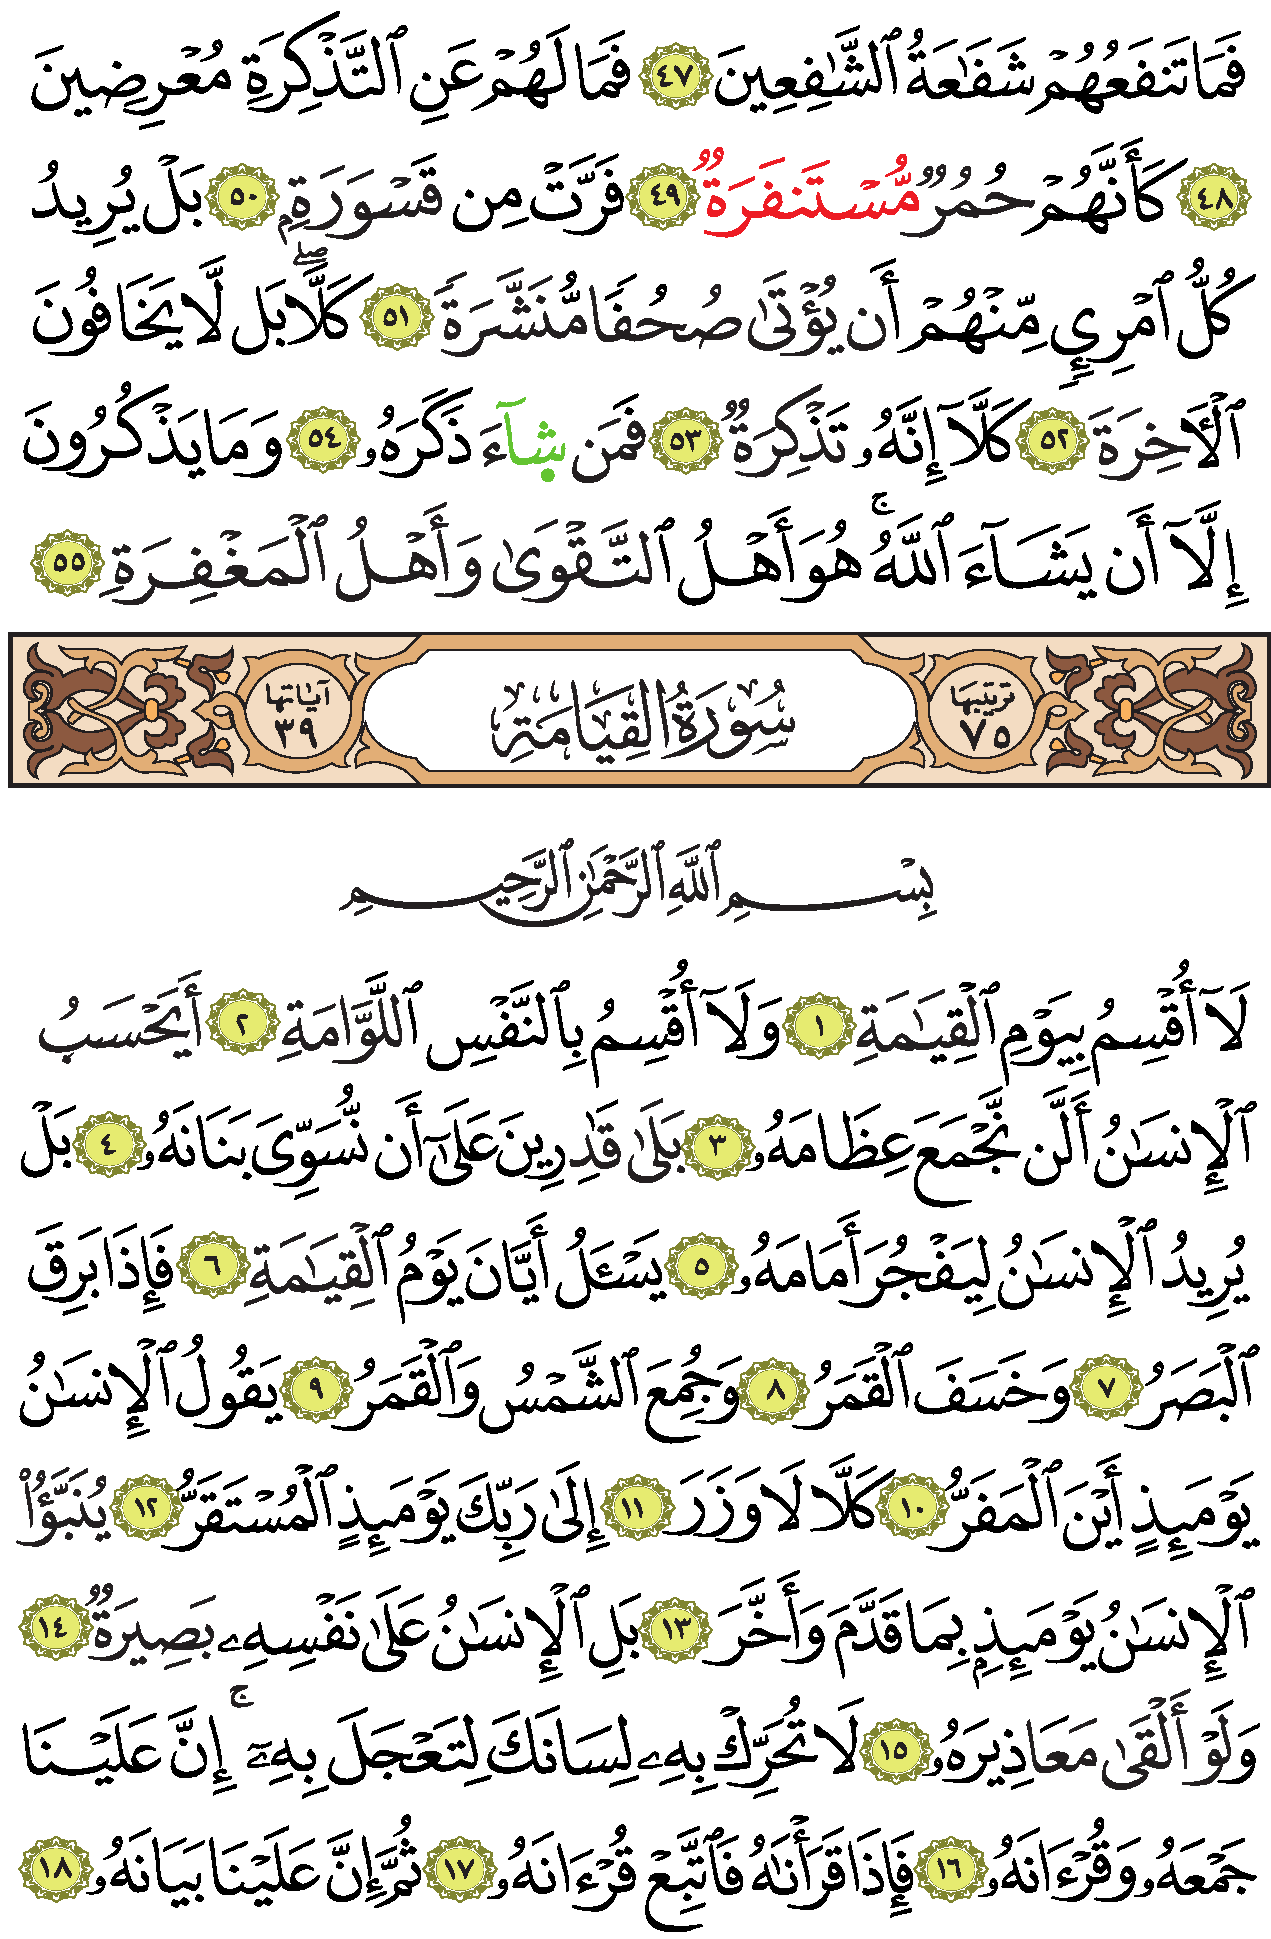 فَمَا تَنفَعُهُمْ شَفَٰعَةُ ٱلشَّٰفِعِينَ ٤٧ فَمَا لَهُمْ عَنِ ٱلتَّذْكِرَةِ مُعْرِضِينَ
٤٨ كَأَنَّهُمْ حُمُرٌ مُّسْتَنفِرَةٌ ٤٩ فَرَّتْ مِن قَسْوَرَةِۭ ٥٠ بَلْ يُرِيدُ
كُلُّ ٱمْرِئٍ مِّنْهُمْ أَن يُؤْتَىٰ صُحُفًا مُّنَشَّرَةً ٥١ كَلَّا ۖ بَل لَّا يَخَافُونَ
ٱلْأَخِرَةَ ٥٢ كَلَّآ إِنَّهُۥ تَذْكِرَةٌ ٥٣ فَمَن شَآءَ ذَكَرَهُۥ ٥٤ وَمَا يَذْكُرُونَ
إِلَّآ أَن يَشَآءَ ٱللَّهُ ۚ هُوَ أَهْلُ ٱلتَّقْوَىٰ وَأَهْلُ ٱلْمَغْفِرَةِ ٥٥
ترتيبها ٧٥ سُورَةُ القِيَامَةِ آياتها ٣٩
بِسْمِ ٱللَّهِ ٱلرَّحْمَٰنِ ٱلرَّحِيمِ
لَآ أُقْسِمُ بِيَوْمِ ٱلْقِيَٰمَةِ ١ وَلَآ أُقْسِمُ بِٱلنَّفْسِ ٱللَّوَّامَةِ ٢ أَيَحْسَبُ
ٱلْإِنسَٰنُ أَلَّن نَّجْمَعَ عِظَامَهُۥ ٣ بَلَىٰ قَٰدِرِينَ عَلَىٰٓ أَن نُّسَوِّىَ بَنَانَهُۥ ٤ بَلْ
يُرِيدُ ٱلْإِنسَٰنُ لِيَفْجُرَ أَمَامَهُۥ ٥ يَسْـَٔلُ أَيَّانَ يَوْمُ ٱلْقِيَٰمَةِ ٦ فَإِذَا بَرِقَ
ٱلْبَصَرُ ٧ وَخَسَفَ ٱلْقَمَرُ ٨ وَجُمِعَ ٱلشَّمْسُ وَٱلْقَمَرُ ٩ يَقُولُ ٱلْإِنسَٰنُ
يَوْمَئِذٍ أَيْنَ ٱلْمَفَرُّ ١٠ كَلَّا لَا وَزَرَ ١١ إِلَىٰ رَبِّكَ يَوْمَئِذٍ ٱلْمُسْتَقَرُّ ١٢ يُنَبَّؤُا۟
ٱلْإِنسَٰنُ يَوْمَئِذِۭ بِمَا قَدَّمَ وَأَخَّرَ ١٣ بَلِ ٱلْإِنسَٰنُ عَلَىٰ نَفْسِهِۦ بَصِيرَةٌ ١٤
وَلَوْ أَلْقَىٰ مَعَاذِيرَهُۥ ١٥ لَا تُحَرِّكْ بِهِۦ لِسَانَكَ لِتَعْجَلَ بِهِۦٓ ۚ إِنَّ عَلَيْنَا
جَمْعَهُۥ وَقُرْءَانَهُۥ ١٦ فَإِذَا قَرَأْنَٰهُ فَٱتَّبِعْ قُرْءَانَهُۥ ١٧ ثُمَّ إِنَّ عَلَيْنَا بَيَانَهُۥ ١٨